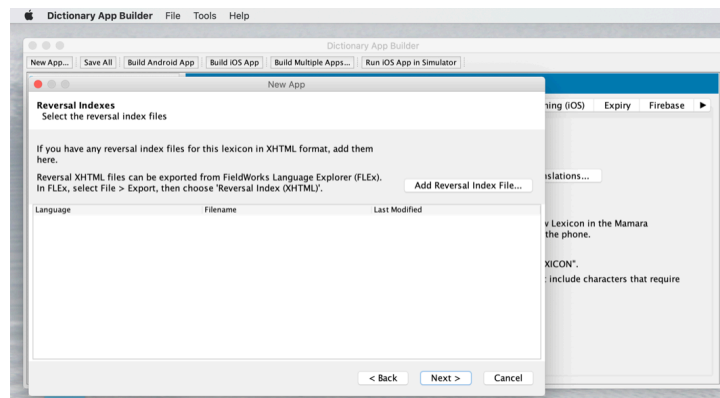 Dictionary App Builder File Tools Help
Dictionary App Builder
New App... Save All Build Android App Build iOS App Build Multiple Apps... Run iOS App in Simulator
New App
Reversal Indexes
Select the reversal index files
ning (iOS) Expiry Firebase
If you have any reversal index files for this lexicon in XHTML format, add them
here.
Reversal XHTML files can be exported from FieldWorks Language Explorer (FLEx).
In FLEx, select File > Export, then choose 'Reversal Index (XHTML)'.
Add Reversal Index File...
nslations...
Language Filename Last Modified
v Lexicon in the Mamara
the phone.
XICON".
include characters that require
< Back Next > Cancel